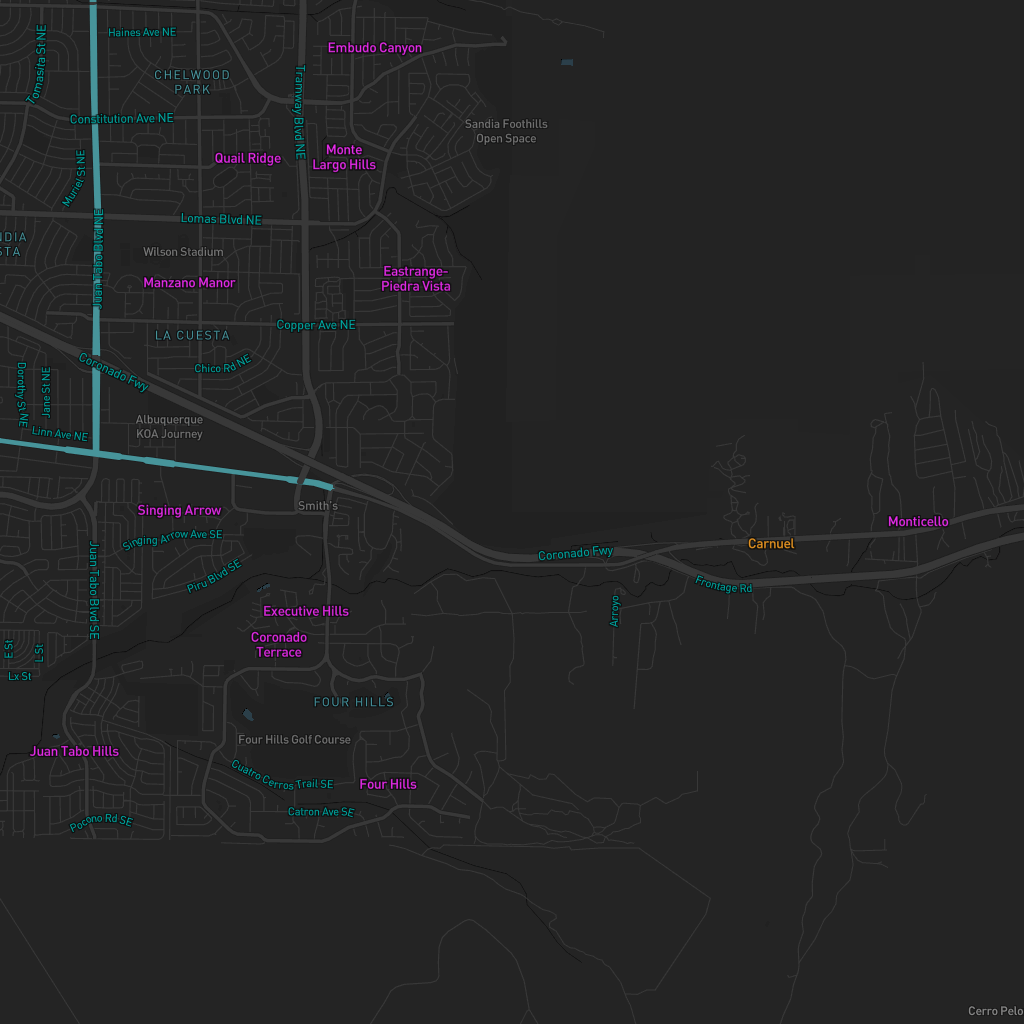 Haines Ave NE
Tomasita St NE
Embudo Canyon
CHELWOOD
PARK
Tramway Blvd NE
Constitution Ave NE
Sandia Foothills
Open Space
Monte
Largo Hills
Quail Ridge
Muriel St NE
Lomas Blvd NE
NDIA
STA
Juan Tabo Blvd NE
Wilson Stadium
Manzano Manor
Eastrange-
Piedra Vista
Copper Ave NE
LA CUESTA
Chico Rd NE
Coronado Fwy
Dorothy St NE
Jane St NE
Albuquerque
KOA Journey
Linn Ave NE
Smith's
Singing Arrow
Monticello
Singing Arrow Ave SE
Carnuel
Coronado Fwy
Juan Tabo Blvd SE
Piru Blvd SE
Frontage Rd
Arroyo
Executive Hills
Coronado
Terrace
E St
L St
Lx St
FOUR HILLS
Four Hills Golf Course
Juan Tabo Hills
Cuatro Cerros Trail SE
Four Hills
Catron Ave SE
Pocono Rd SE
Cerro Pelo